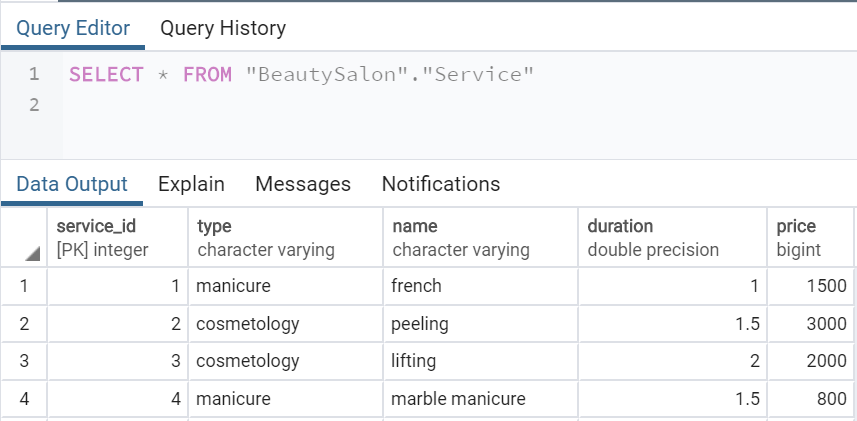 Query Editor Query History
1 SELECT * FROM "BeautySalon"."Service"
2
Data Output Explain Messages Notifications
service_id type name duration price
[PK] integer character varying character varying double precision bigint
1 1 manicure french 1 1500
2 2 cosmetology peeling 1.5 3000
3 3 cosmetology lifting 2 2000
4 4 manicure marble manicure 1.5 800